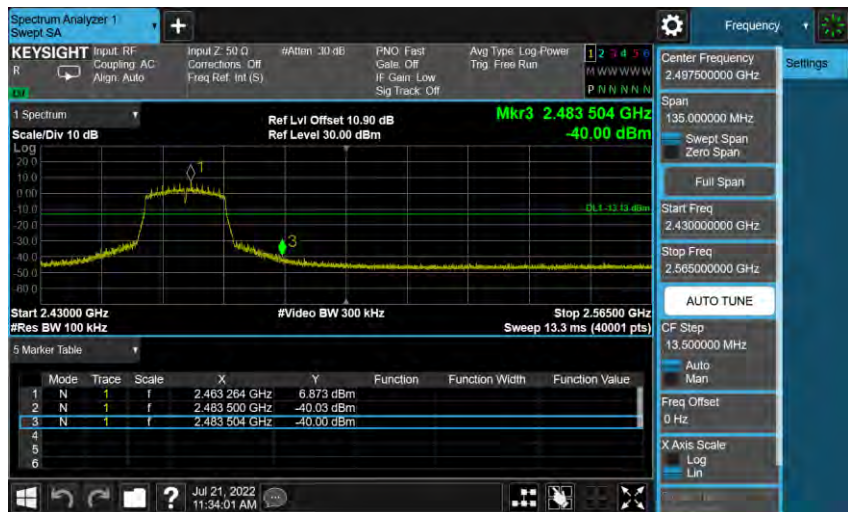 Spectrum Analyzer 1
Swept SA
+
Frequency
KEYSIGHT
R
Input: RF
Coupling: AC
Align: Auto
Input Z: 50 Ω
Corrections: Off
Freq Ref: Int (S)
#Atten: 30 dB
PNO: Fast
Gate: Off
IF Gain: Low
Sig Track: Off
Avg Type: Log-Power
Trig: Free Run
1 2 3 4 5 6
M W W W W W
P N N N N N
1 Spectrum
Scale/Div 10 dB
Ref Lvl Offset 10.90 dB
Ref Level 30.00 dBm
Mkr3 2.483 504 GHz
-40.00 dBm
Log
20.0
10.0
0.00
-10.0
-20.0
-30.0
-40.0
-50.0
-60.0
1
3
DL1 -13.13 dBm
Start 2.43000 GHz
#Res BW 100 kHz
#Video BW 300 kHz
Stop 2.56500 GHz
Sweep 13.3 ms (40001 pts)
5 Marker Table
Mode Trace Scale X Y Function Function Width Function Value
1 N 1 f 2.463 264 GHz 6.873 dBm
2 N 1 f 2.483 500 GHz -40.03 dBm
3 N 1 f 2.483 504 GHz -40.00 dBm
4
5
6
?
Jul 21, 2022
11:34:01 AM
Center Frequency
2.497500000 GHz
Settings
Span
135.000000 MHz
Swept Span
Zero Span
Full Span
Start Freq
2.430000000 GHz
Stop Freq
2.565000000 GHz
AUTO TUNE
CF Step
13.500000 MHz
Auto
Man
Freq Offset
0 Hz
X Axis Scale
Log
Lin